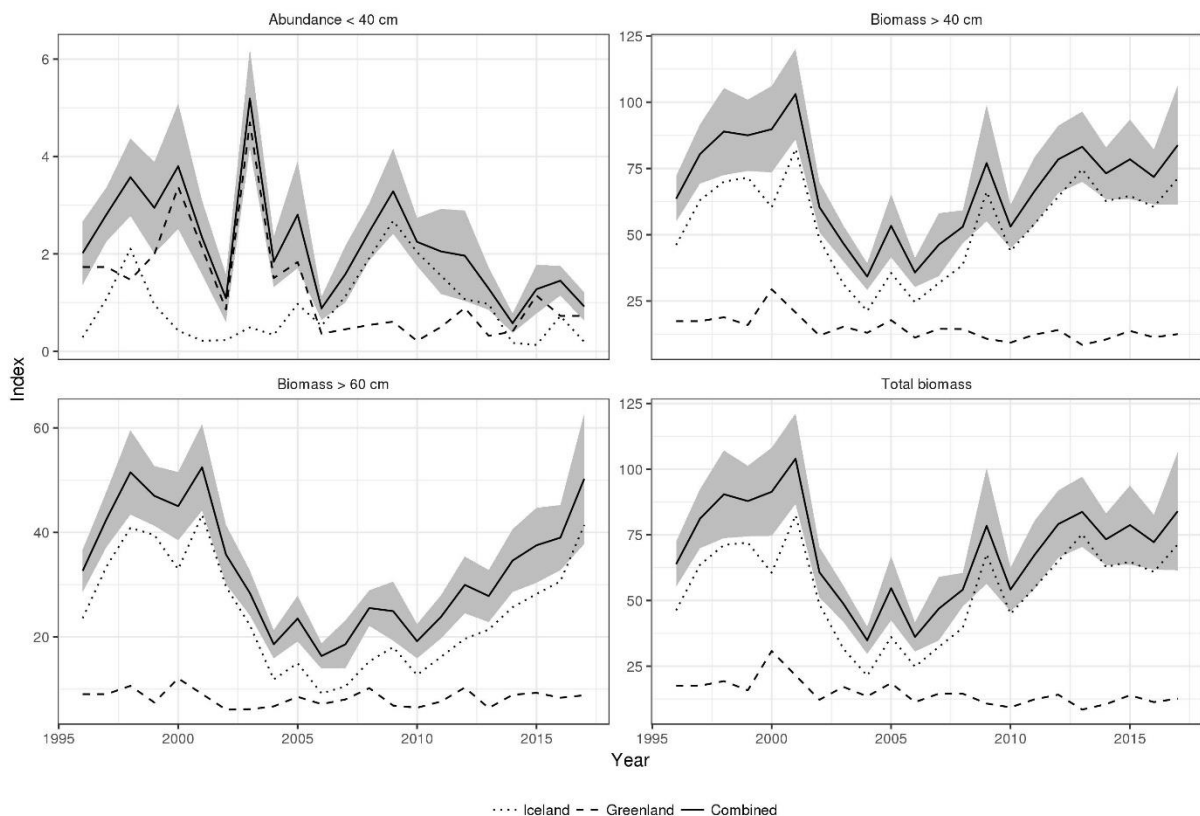 Abundance < 40 cm
Biomass > 40 cm
6
4
2
0
125
100
75
50
25
Index
Biomass > 60 cm
Total biomass
60
40
20
125
100
75
50
25
1995 2000 2005 2010 2015
1995 2000 2005 2010 2015
Year
Iceland Greenland Combined